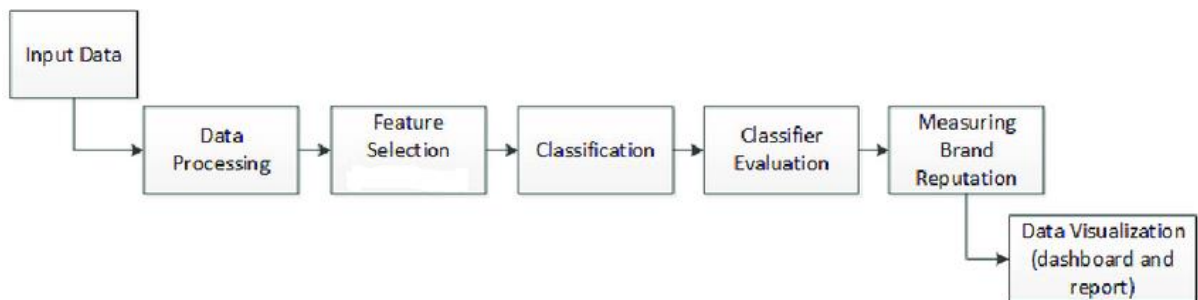 Input Data
Data
Processing
Feature
Selection
Classification
Classifier
Evaluation
Measuring
Brand
Reputation
Data Visualization
(dashboard and
report)